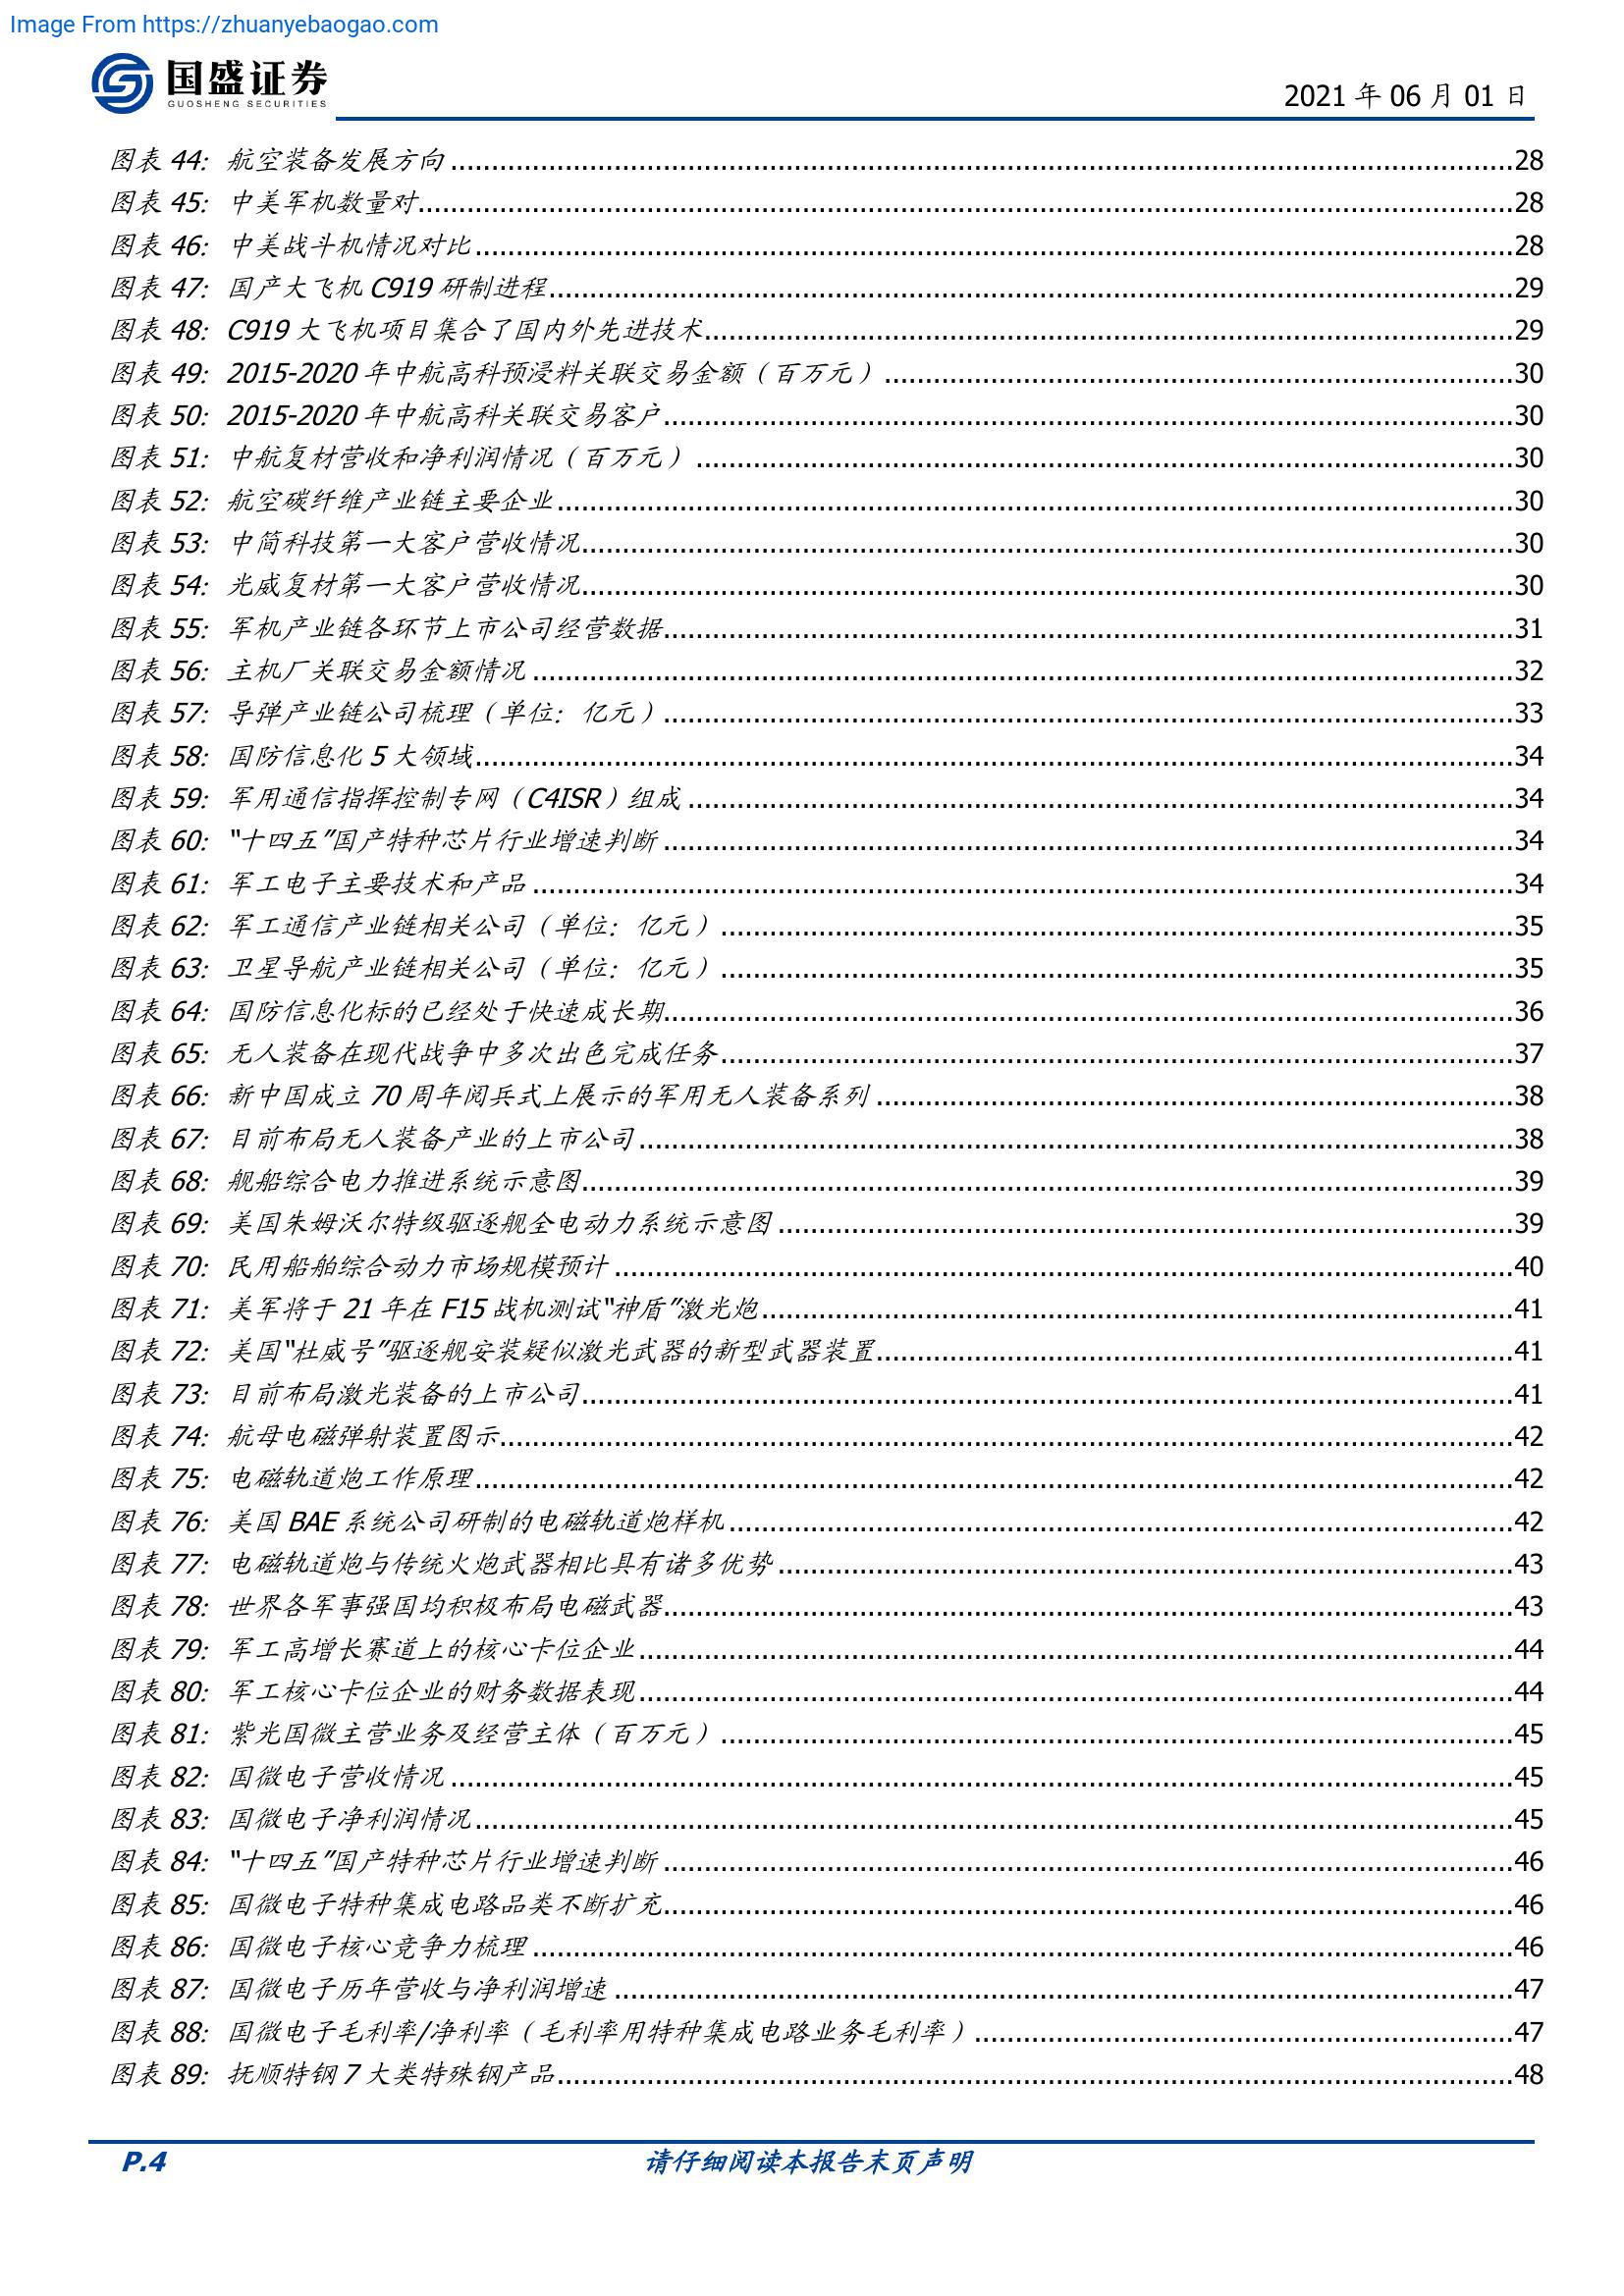 Image From https://zhuanyebaogao.com
国盛证券
GUOSHENG SECURITIES
2021 年 06 月 01 日
图表 44：航空装备发展方向 28
图表 45：中美军机数量对 28
图表 46：中美战斗机情况对比 28
图表 47：国产大飞机 C919 研制进程 29
图表 48：C919 大飞机项目集合了国内外先进技术 29
图表 49：2015-2020 年中航高科预浸料关联交易金额（百万元） 30
图表 50：2015-2020 年中航高科关联交易客户 30
图表 51：中航复材营收和净利润情况（百万元） 30
图表 52：航空碳纤维产业链主要企业 30
图表 53：中简科技第一大客户营收情况 30
图表 54：光威复材第一大客户营收情况 30
图表 55：军机产业链各环节上市公司经营数据 31
图表 56：主机厂关联交易金额情况 32
图表 57：导弹产业链公司梳理（单位：亿元） 33
图表 58：国防信息化 5 大领域 34
图表 59：军用通信指挥控制专网（C4ISR）组成 34
图表 60：“十四五”国产特种芯片行业增速判断 34
图表 61：军工电子主要技术和产品 34
图表 62：军工通信产业链相关公司（单位：亿元） 35
图表 63：卫星导航产业链相关公司（单位：亿元） 35
图表 64：国防信息化标的已经处于快速成长期 36
图表 65：无人装备在现代战争中多次出色完成任务 37
图表 66：新中国成立 70 周年阅兵式上展示的军用无人装备系列 38
图表 67：目前布局无人装备产业的上市公司 38
图表 68：舰船综合电力推进系统示意图 39
图表 69：美国朱姆沃尔特级驱逐舰全电动力系统示意图 39
图表 70：民用船舶综合动力市场规模预计 40
图表 71：美军将于 21 年在 F15 战机测试“神盾”激光炮 41
图表 72：美国“杜威号”驱逐舰安装疑似激光武器的新型武器装置 41
图表 73：目前布局激光装备的上市公司 41
图表 74：航母电磁弹射装置图示 42
图表 75：电磁轨道炮工作原理 42
图表 76：美国 BAE 系统公司研制的电磁轨道炮样机 42
图表 77：电磁轨道炮与传统火炮武器相比具有诸多优势 43
图表 78：世界各军事强国均积极布局电磁武器 43
图表 79：军工高增长赛道上的核心卡位企业 44
图表 80：军工核心卡位企业的财务数据表现 44
图表 81：紫光国微主营业务及经营主体（百万元） 45
图表 82：国微电子营收情况 45
图表 83：国微电子净利润情况 45
图表 84：“十四五”国产特种芯片行业增速判断 46
图表 85：国微电子特种集成电路品类不断扩充 46
图表 86：国微电子核心竞争力梳理 46
图表 87：国微电子历年营收与净利润增速 47
图表 88：国微电子毛利率/净利率（毛利率用特种集成电路业务毛利率） 47
图表 89：抚顺特钢 7 大类特殊钢产品 48
P.4
请仔细阅读本报告末页声明